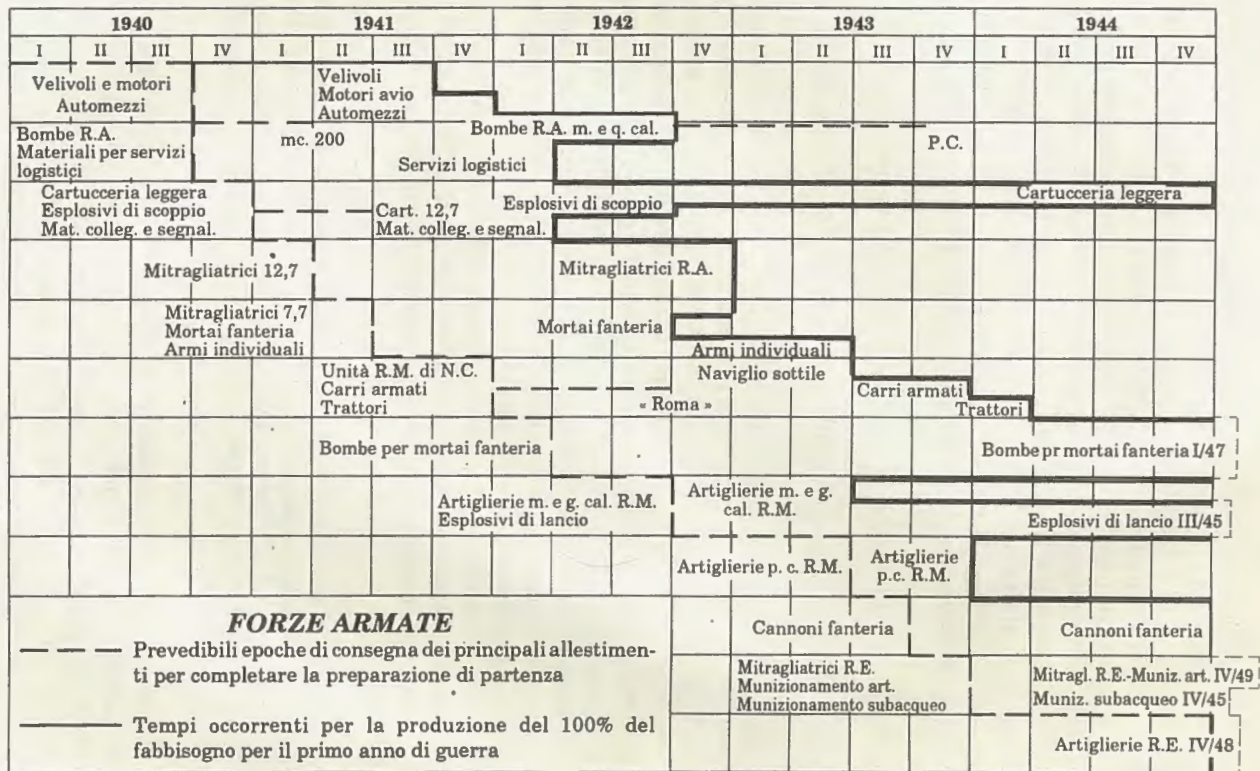 1940 1941 1942 1943 1944
I II III IV I II III IV I II III IV I II III IV I II III IV
Velivoli e motori
Automezzi
Velivoli
Motori avio
Automezzi
Bombe R.A.
Materiali per servizi
logistici
mc. 200
Bombe R.A. m. e q. cal.
P.C.
Servizi logistici
Cartucceria leggera
Esplosivi di scoppio
Mat. colleg. e segnal.
Cart. 12,7
Mat. colleg. e segnal.
Esplosivi di scoppio
Cartucceria leggera
Mitragliatrici 12,7
Mitragliatrici R.A.
Mitragliatrici 7,7
Mortai fanteria
Armi individuali
Mortai fanteria
Armi individuali
Naviglio sottile
Unità R.M. di N.C.
Carri armati
Trattori
« Roma »
Carri armati
Trattori
Bombe per mortai fanteria
Bombe pr mortai fanteria I/47
Artiglierie m. e g. cal. R.M.
Esplosivi di lancio
Artiglierie m. e g.
cal. R.M.
Esplosivi di lancio III/45
Artiglierie p. c. R.M.
Artiglierie
p.c. R.M.
Cannoni fanteria
Cannoni fanteria
Mitragliatrici R.E.
Munizionamento art.
Munizionamento subacqueo
Mitragl. R.E.-Muniz. art. IV/49
Muniz. subacqueo IV/45
Artiglierie R.E. IV/48
FORZE ARMATE
Prevedibili epoche di consegna dei principali allestimen-
ti per completare la preparazione di partenza
Tempi occorrenti per la produzione del 100% del
fabbisogno per il primo anno di guerra